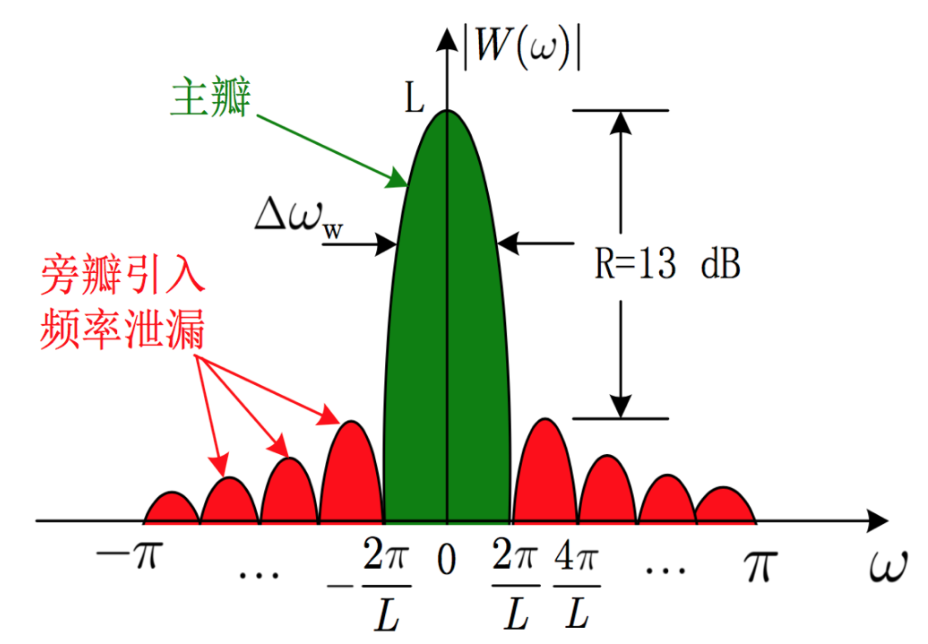 |W(ω)|
主瓣
L
Δω_w
R=13 dB
旁瓣引入
频率泄漏
-π ... -2π/L 0 2π/L 4π/L ... π ω